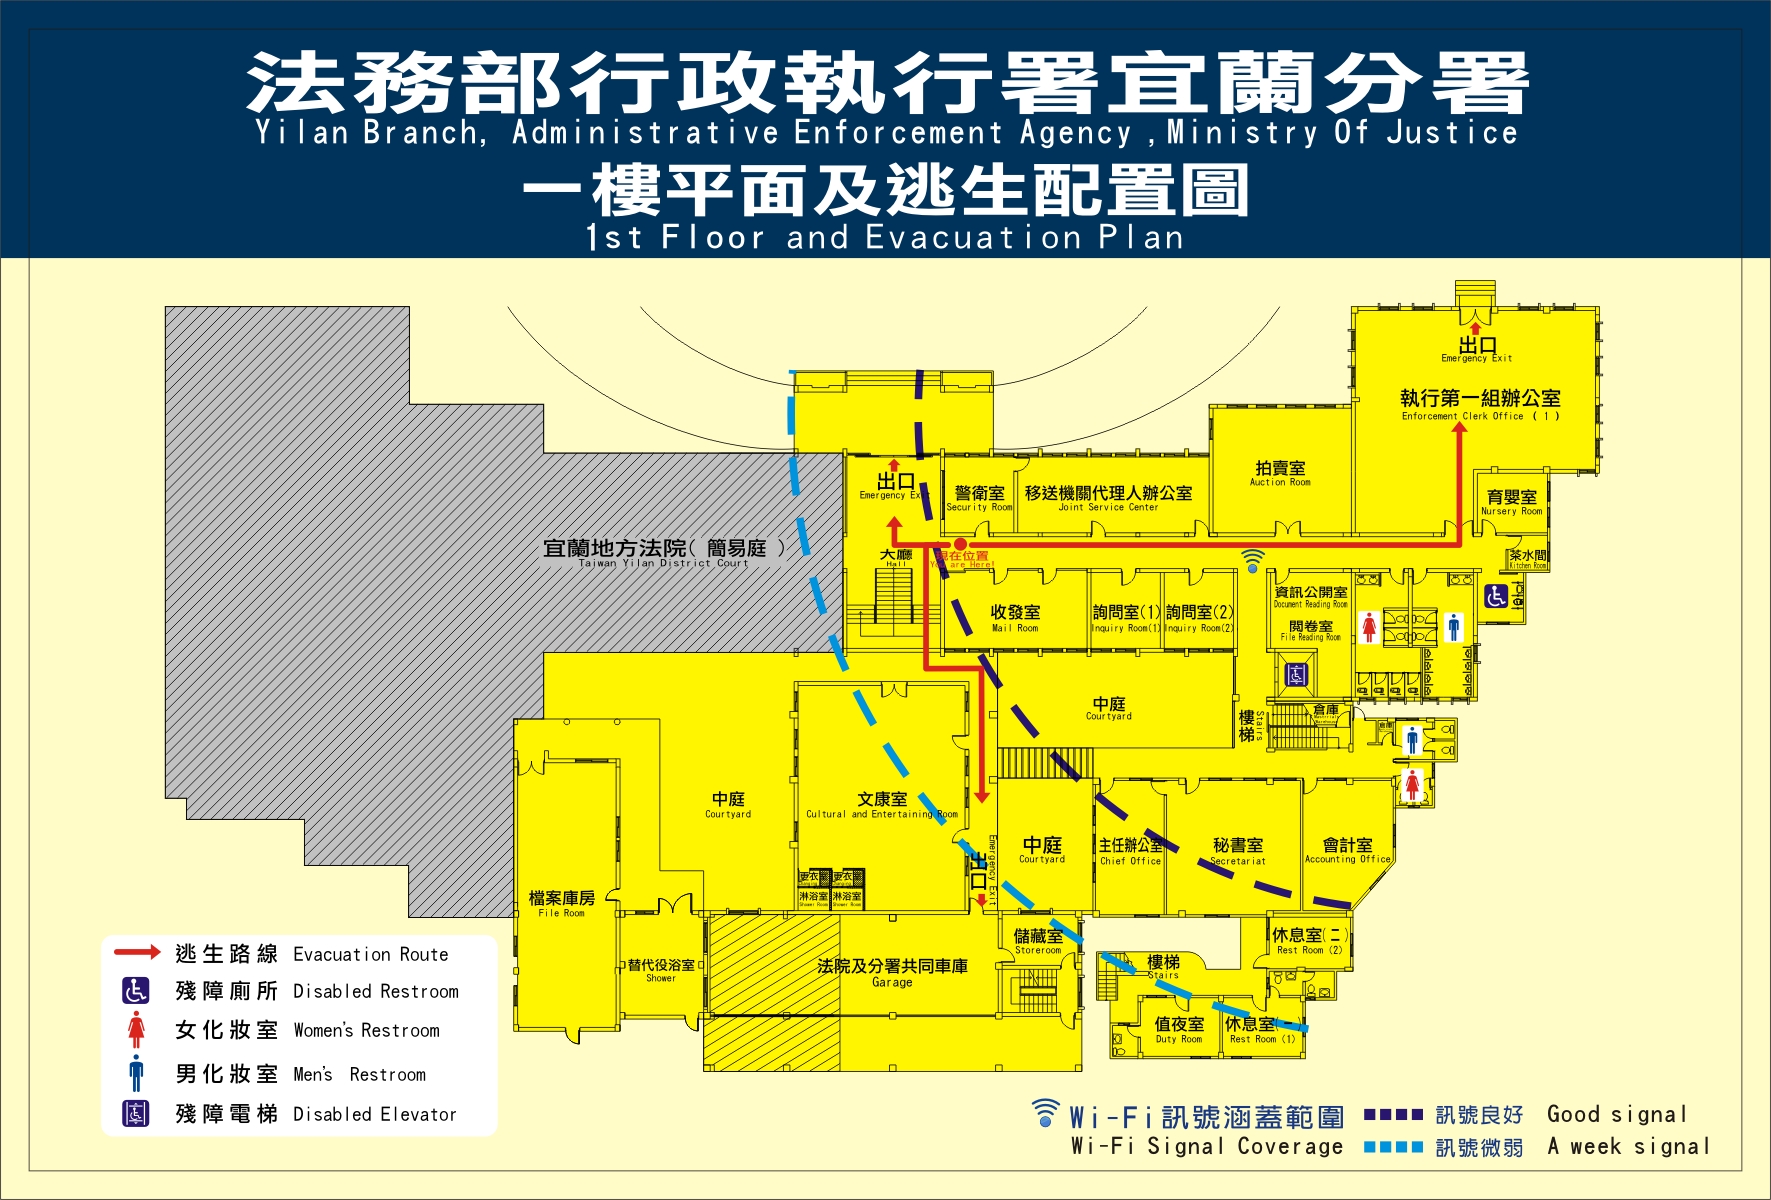 法務部行政執行署宜蘭分署
Yilan Branch, Administrative Enforcement Agency ,Ministry Of Justice
一樓平面及逃生配置圖
1st Floor and Evacuation Plan
出口
Emergency Exit
執行第一組辦公室
Enforcement Clerk Office (1)
拍賣室
Auction Room
育嬰室
Nursery Room
茶水間
Kitchen Room
出口
Emergency Exit
警衛室
Security Room
移送機關代理人辦公室
Joint Service Center
宜蘭地方法院(簡易庭)
Taiwan Yilan District Court
大廳
Hall
現在位置
You are Here!
收發室
Mail Room
詢問室(1)
Inquiry Room(1)
詢問室(2)
Inquiry Room(2)
資訊公開室
Document Reading Room
閱卷室
File Reading Room
中庭
Courtyard
樓梯
Stairs
倉庫
倉庫
中庭
Courtyard
文康室
Cultural and Entertaining Room
中庭
Courtyard
主任辦公室
Chief Office
秘書室
Secretariat
會計室
Accounting Office
出口
Emergency Exit
更衣室
更衣室
淋浴室
Shower Room
淋浴室
Shower Room
檔案庫房
File Room
替代役浴室
Shower
法院及分署共同車庫
Garage
儲藏室
Storeroom
樓梯
Stairs
休息室(二)
Rest Room (2)
值夜室
Duty Room
休息室(一)
Rest Room (1)
逃生路線 Evacuation Route
殘障廁所 Disabled Restroom
女化妝室 Women's Restroom
男化妝室 Men's Restroom
殘障電梯 Disabled Elevator
Wi-Fi訊號涵蓋範圍
Wi-Fi Signal Coverage
訊號良好 Good signal
訊號微弱 A week signal